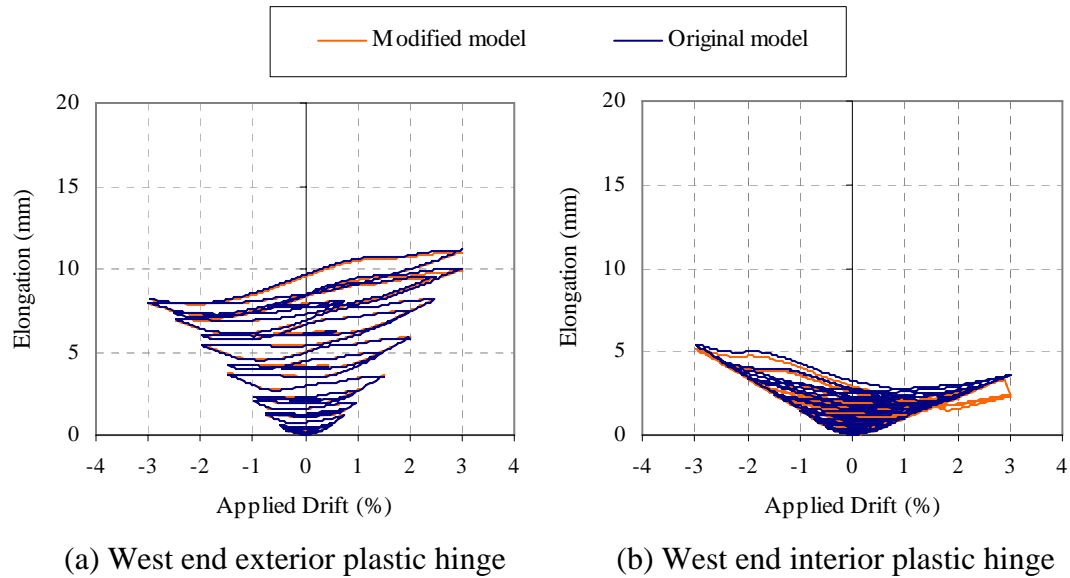 Modified model
Original model
20
15
10
5
0
-4 -3 -2 -1 0 1 2 3 4
Elongation (mm)
Applied Drift (%)
(a) West end exterior plastic hinge
20
15
10
5
0
-4 -3 -2 -1 0 1 2 3 4
Elongation (mm)
Applied Drift (%)
(b) West end interior plastic hinge